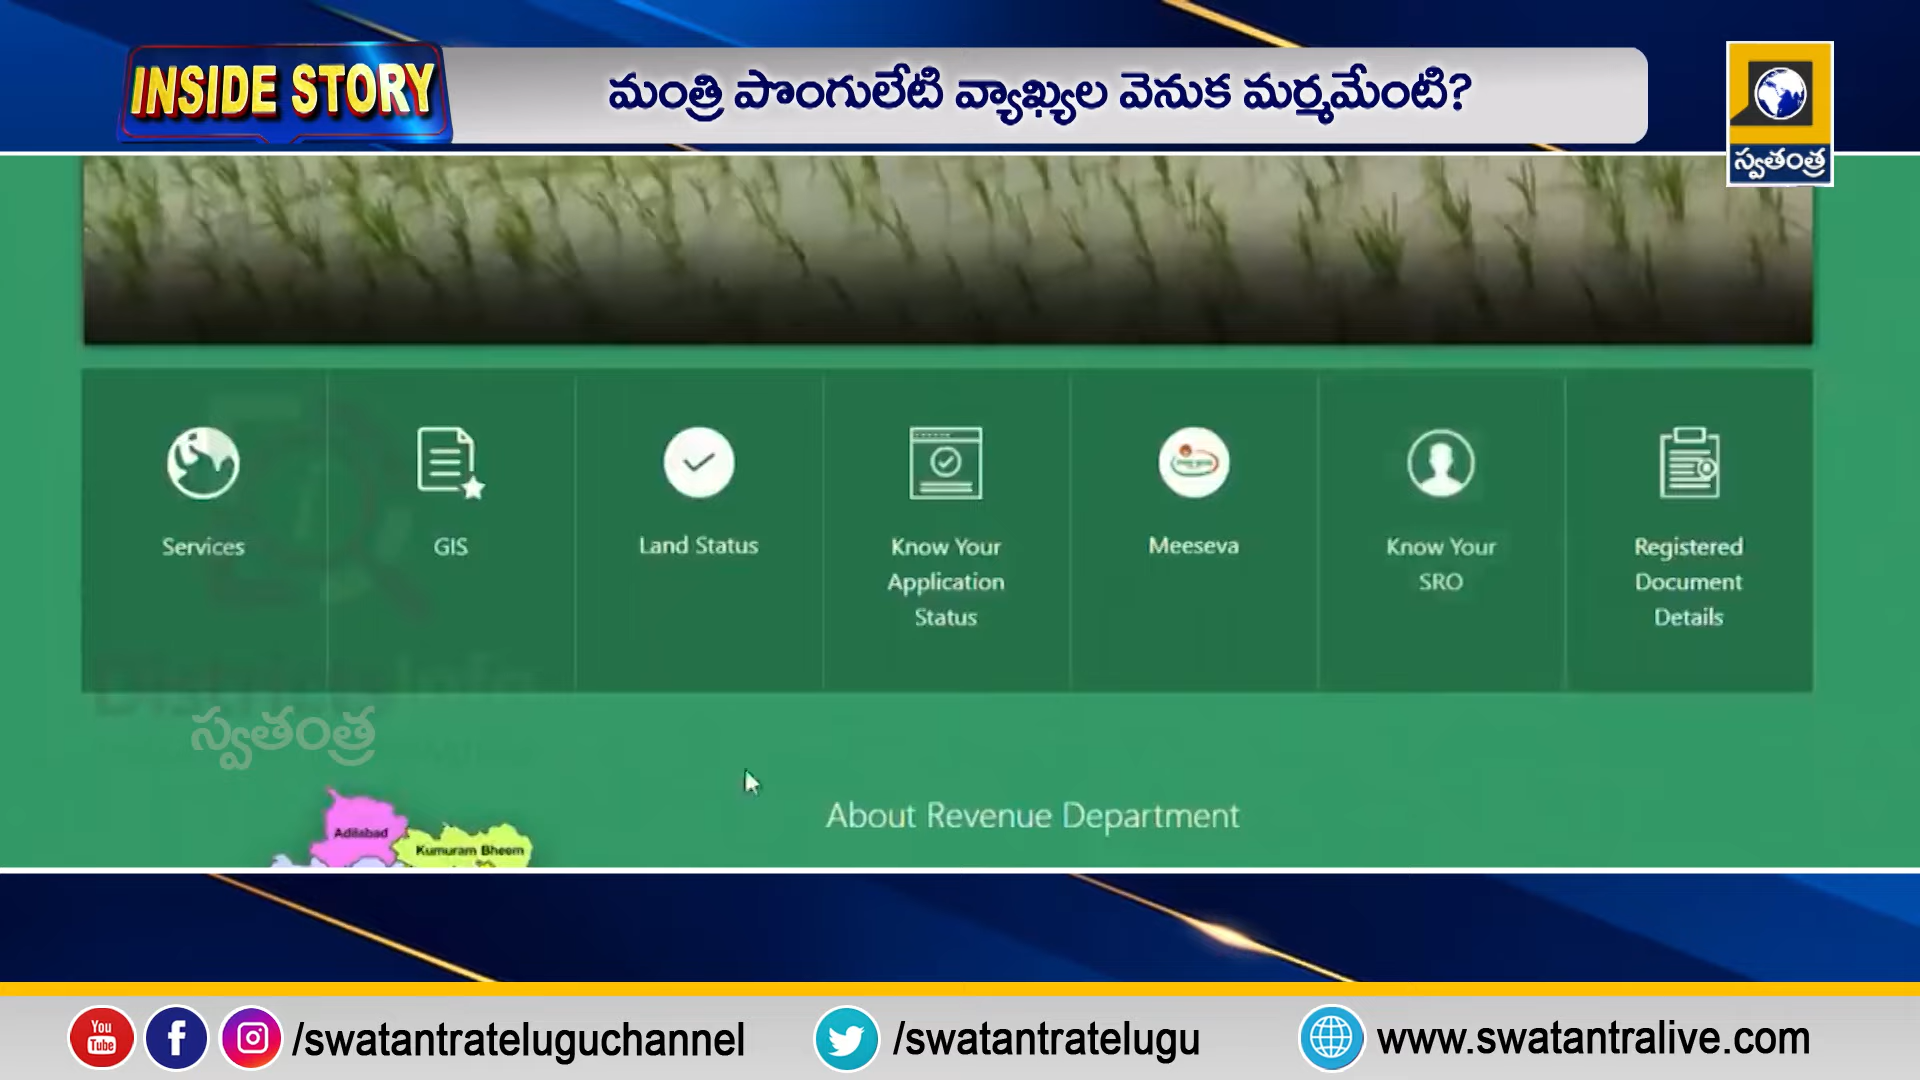 INSIDE STORY
మంత్రి పొంగులేటి వ్యాఖ్యల వెనుక మర్మమేంటి?
స్వతంత్ర
Services
GIS
Land Status
Know Your
Application
Status
Meeseva
Know Your
SRO
Registered
Document
Details
స్వతంత్ర
About Revenue Department
Adilabad
Kumuram Bheem
You
Tube
/swatantrateluguchannel
/swatantratelugu
www.swatantralive.com